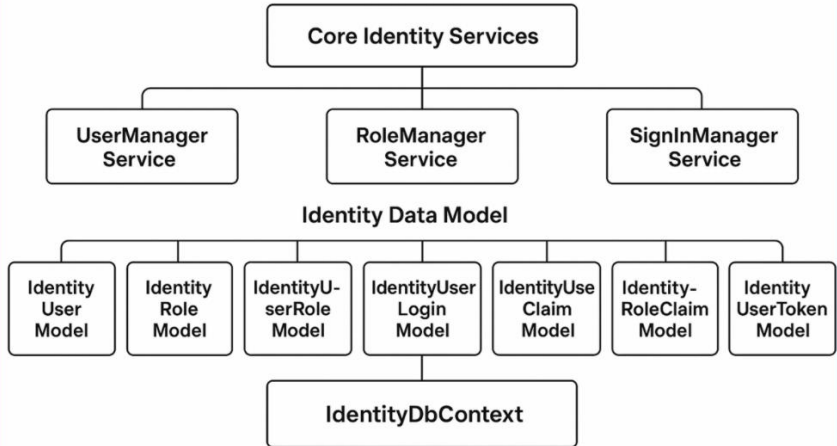 Core Identity Services
UserManager
Service
RoleManager
Service
SignInManager
Service
Identity Data Model
Identity
User
Model
Identity
Role
Model
IdentityU-
serRole
Model
IdentityUser
Login
Model
IdentityUse
Claim
Model
Identity-
RoleClaim
Model
Identity
UserToken
Model
IdentityDbContext